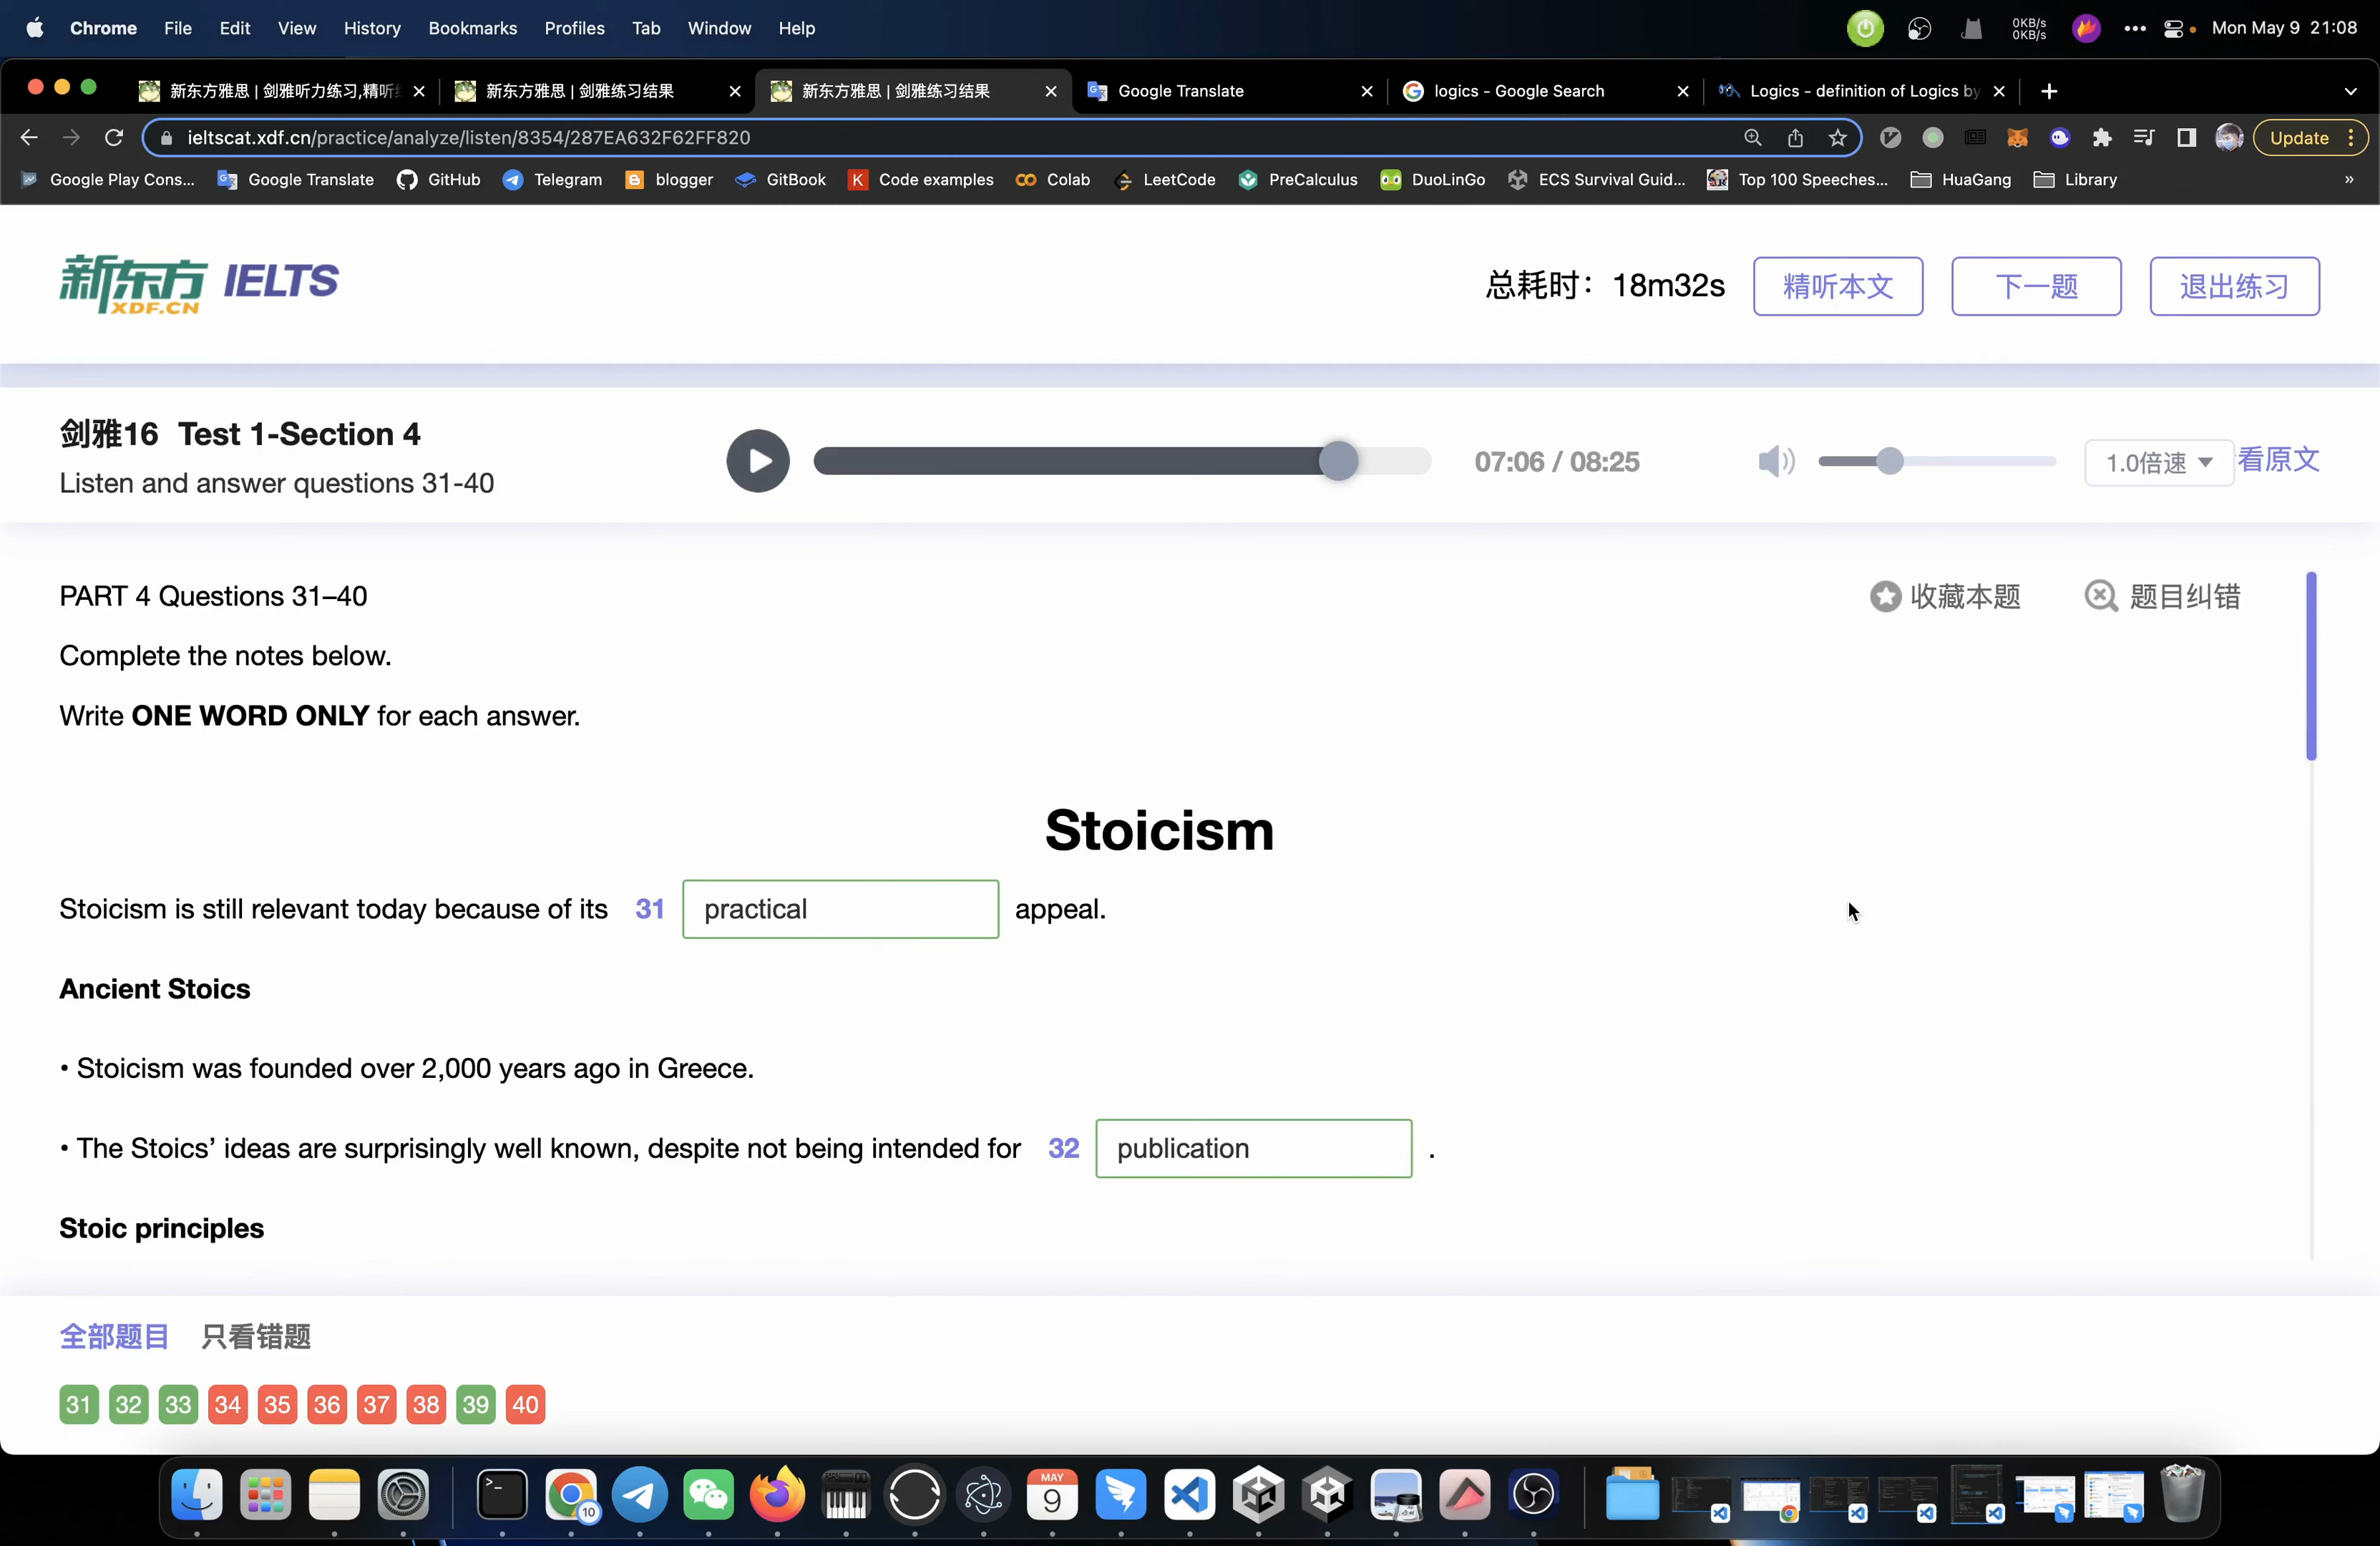 Chrome File Edit View History Bookmarks Profiles Tab Window Help
0KB/s
0KB/s
Mon May 9 21:08
新东方雅思 | 剑雅听力练习,精听
新东方雅思 | 剑雅练习结果
新东方雅思 | 剑雅练习结果
Google Translate
logics - Google Search
Logics - definition of Logics by
ieltscat.xdf.cn/practice/analyze/listen/8354/287EA632F62FF820
Update
Google Play Cons...
Google Translate
GitHub
Telegram
blogger
GitBook
Code examples
Colab
LeetCode
PreCalculus
DuoLinGo
ECS Survival Guid...
Top 100 Speeches...
HuaGang
Library
»
新东方 IELTS
XDF.CN
总耗时: 18m32s
精听本文
下一题
退出练习
剑雅16 Test 1-Section 4
Listen and answer questions 31-40
07:06 / 08:25
1.0倍速
看原文
PART 4 Questions 31–40
收藏本题
题目纠错
Complete the notes below.
Write ONE WORD ONLY for each answer.
Stoicism
Stoicism is still relevant today because of its 31 practical appeal.
Ancient Stoics
• Stoicism was founded over 2,000 years ago in Greece.
• The Stoics’ ideas are surprisingly well known, despite not being intended for 32 publication .
Stoic principles
全部题目 只看错题
31 32 33 34 35 36 37 38 39 40
10
MAY
9